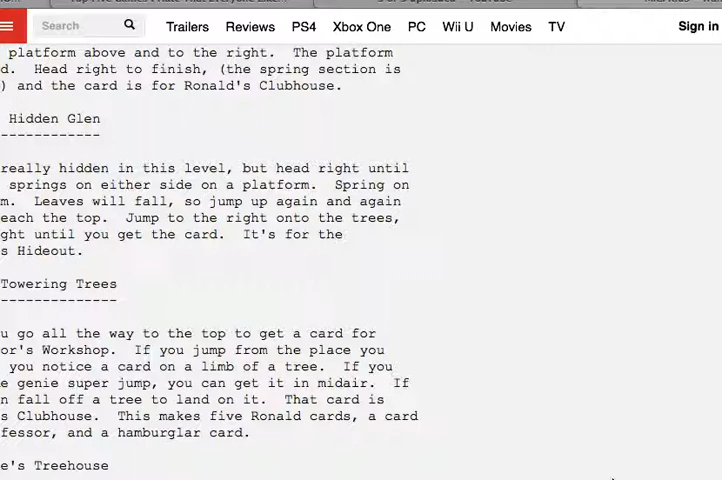 Search
Trailers Reviews PS4 Xbox One PC Wii U Movies TV Sign in
platform above and to the right. The platform
d. Head right to finish, (the spring section is
) and the card is for Ronald's Clubhouse.
Hidden Glen
------------
really hidden in this level, but head right until
springs on either side on a platform. Spring on
m. Leaves will fall, so jump up again and again
each the top. Jump to the right onto the trees,
ght until you get the card. It's for the
s Hideout.
Towering Trees
--------------
u go all the way to the top to get a card for
or's Workshop. If you jump from the place you
you notice a card on a limb of a tree. If you
e genie super jump, you can get it in midair. If
n fall off a tree to land on it. That card is
s Clubhouse. This makes five Ronald cards, a card
fessor, and a hamburglar card.
e's Treehouse